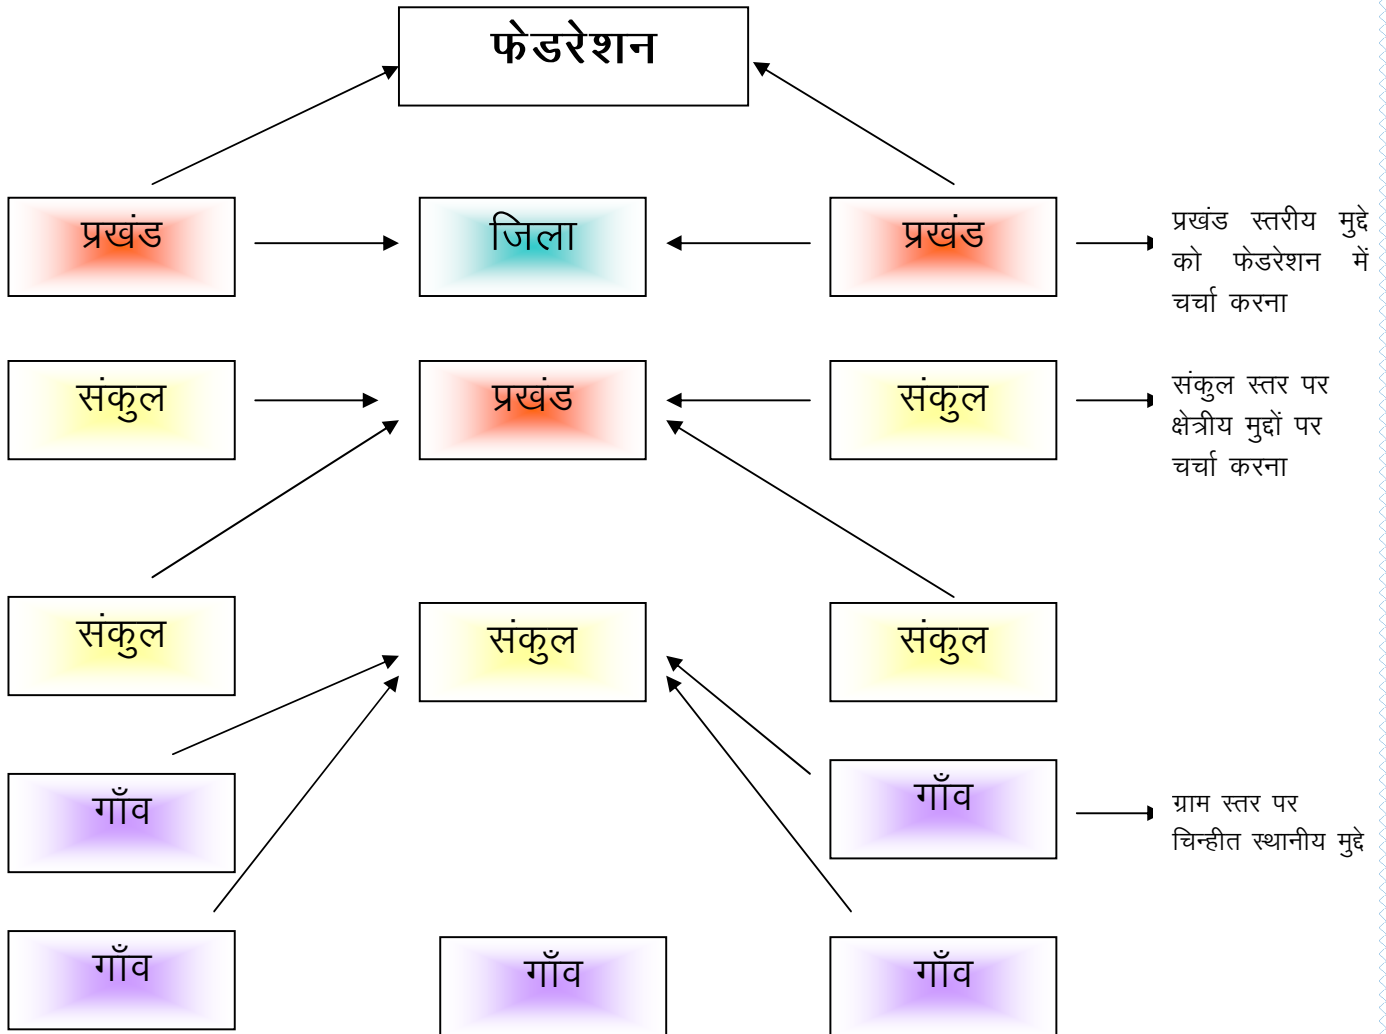 फेडरेशन
प्रखंड जिला प्रखंड
प्रखंड स्तरीय मुद्दे
को फेडरेशन में
चर्चा करना
संकुल प्रखंड संकुल
संकुल स्तर पर
क्षेत्रीय मुद्दों पर
चर्चा करना
संकुल संकुल संकुल
गाँव गाँव
ग्राम स्तर पर
चिन्हीत स्थानीय मुद्दे
गाँव गाँव गाँव